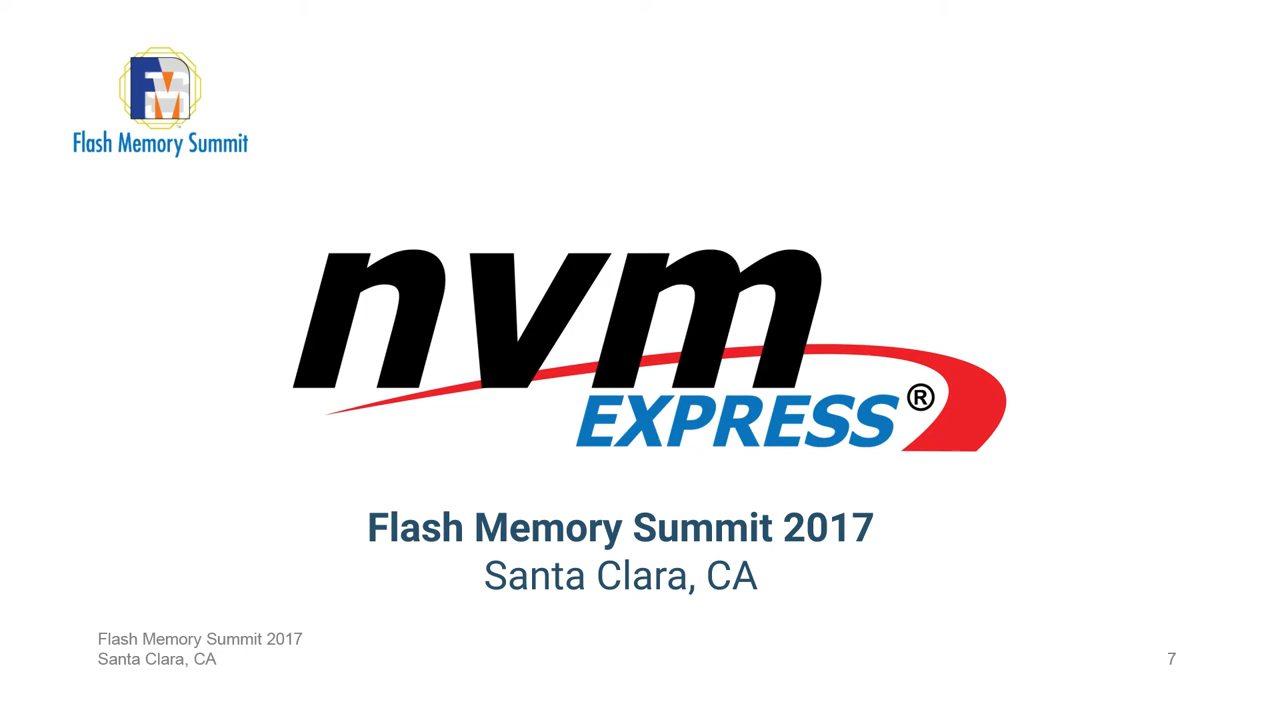 FMS
Flash Memory Summit
nvm
EXPRESS®
Flash Memory Summit 2017
Santa Clara, CA
Flash Memory Summit 2017
Santa Clara, CA
7